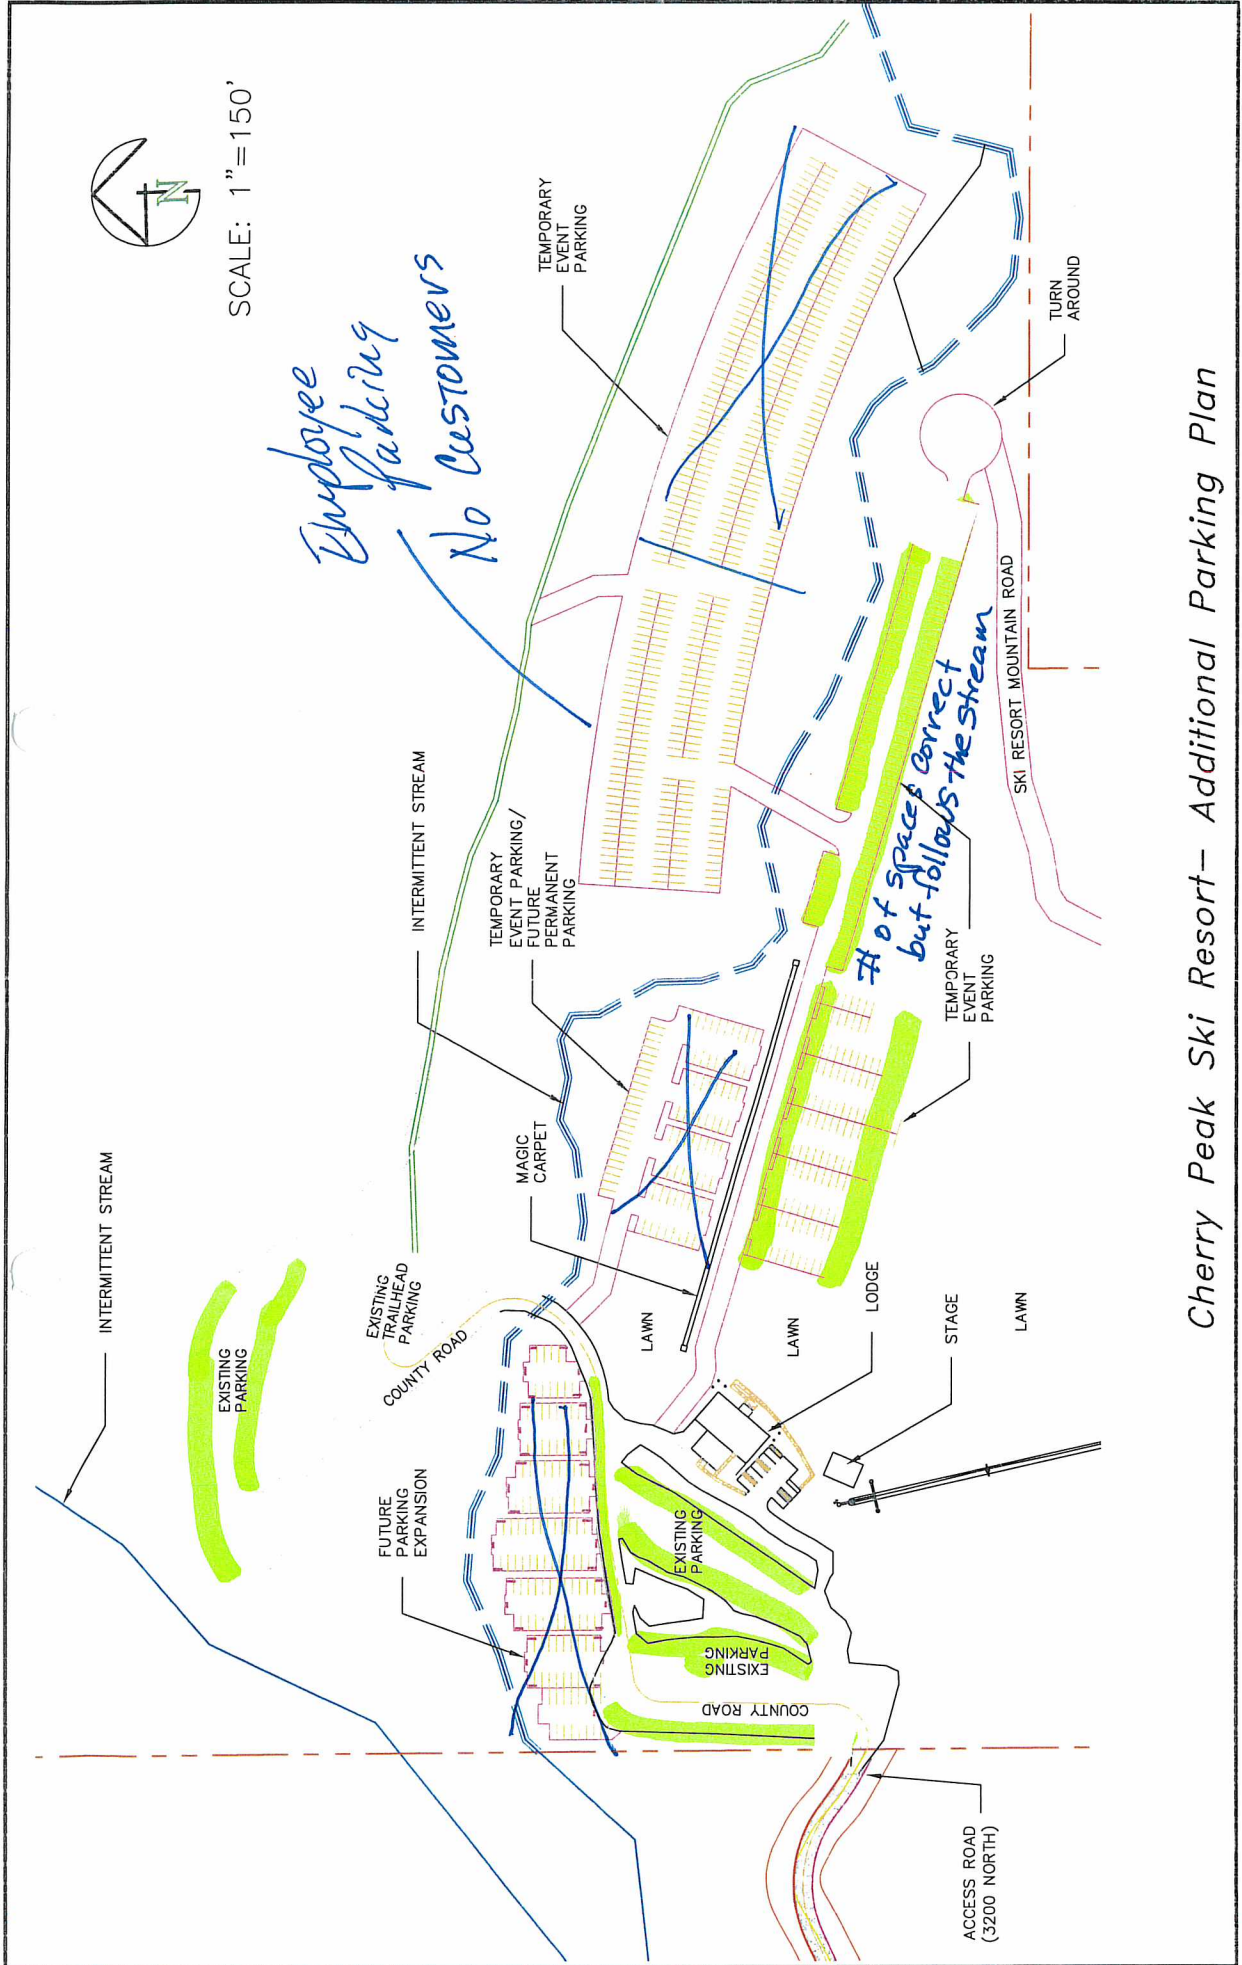 SCALE: 1"=150'
Employee
Parking
No Customers
TEMPORARY
EVENT
PARKING
INTERMITTENT STREAM
INTERMITTENT STREAM
TEMPORARY
EVENT PARKING/
FUTURE
PERMANENT
PARKING
MAGIC
CARPET
EXISTING
PARKING
EXISTING
TRAILHEAD
PARKING
COUNTY ROAD
FUTURE
PARKING
EXPANSION
LAWN
LAWN
LODGE
STAGE
LAWN
EXISTING
PARKING
EXISTING
PARKING
COUNTY ROAD
ACCESS ROAD
(3200 NORTH)
# of spaces correct
but follows the stream
TEMPORARY
EVENT
PARKING
SKI RESORT MOUNTAIN ROAD
TURN
AROUND
N
Cherry Peak Ski Resort– Additional Parking Plan